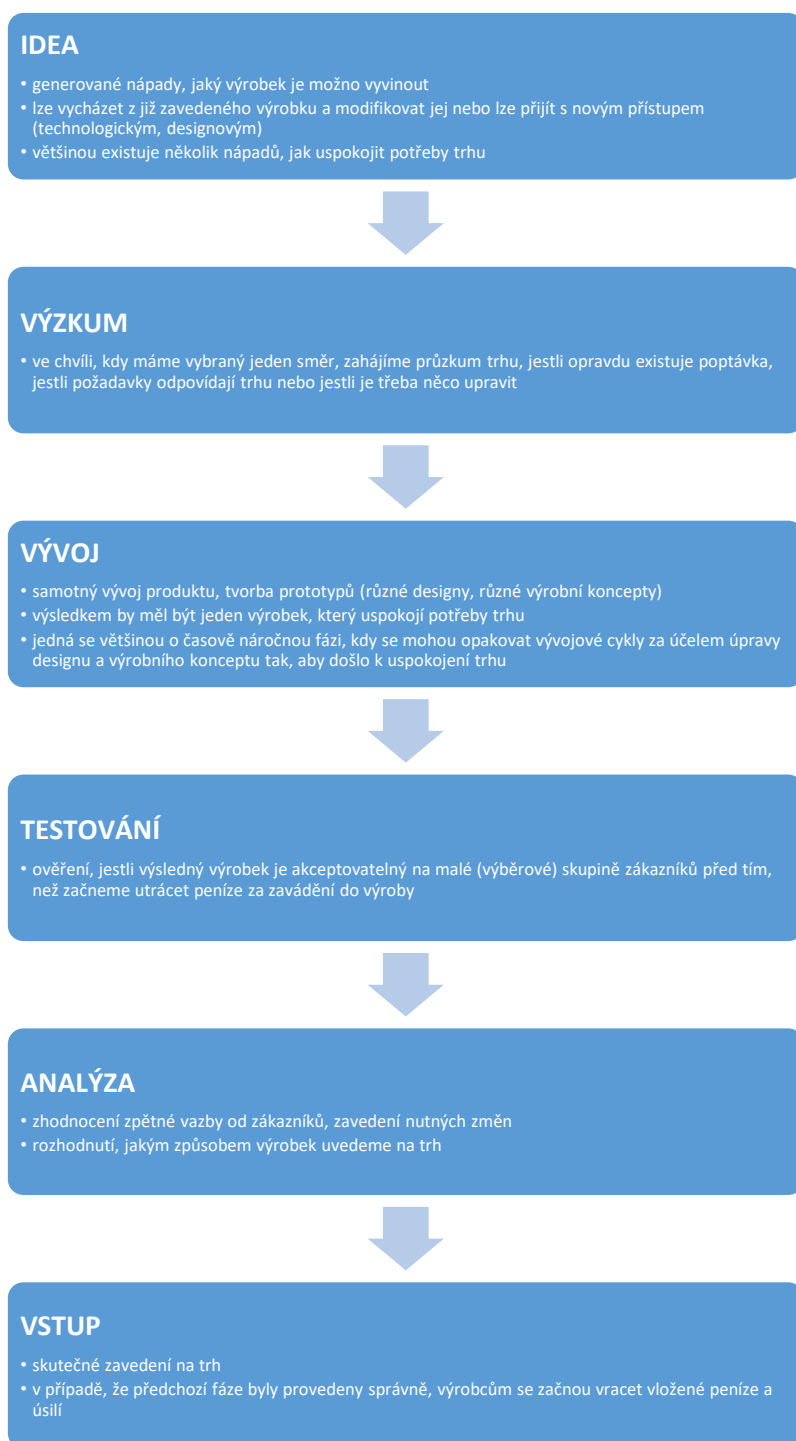 IDEA
• generované nápady, jaký výrobek je možno vyvinout
• lze vycházet z již zavedeného výrobku a modifikovat jej nebo lze přijít s novým přístupem
(technologickým, designovým)
• většinou existuje několik nápadů, jak uspokojit potřeby trhu
VÝZKUM
• ve chvíli, kdy máme vybraný jeden směr, zahájíme průzkum trhu, jestli opravdu existuje poptávka,
jestli požadavky odpovídají trhu nebo jestli je třeba něco upravit
VÝVOJ
• samotný vývoj produktu, tvorba prototypů (různé designy, různé výrobní koncepty)
• výsledkem by měl být jeden výrobek, který uspokojí potřeby trhu
• jedná se většinou o časově náročnou fázi, kdy se mohou opakovat vývojové cykly za účelem úpravy
designu a výrobního konceptu tak, aby došlo k uspokojení trhu
TESTOVÁNÍ
• ověření, jestli výsledný výrobek je akceptovatelný na malé (výběrové) skupině zákazníků před tím,
než začneme utrácet peníze za zavádění do výroby
ANALÝZA
• zhodnocení zpětné vazby od zákazníků, zavedení nutných změn
• rozhodnutí, jakým způsobem výrobek uvedeme na trh
VSTUP
• skutečné zavedení na trh
• v případě, že předchozí fáze byly provedeny správně, výrobcům se začnou vracet vložené peníze a
úsilí